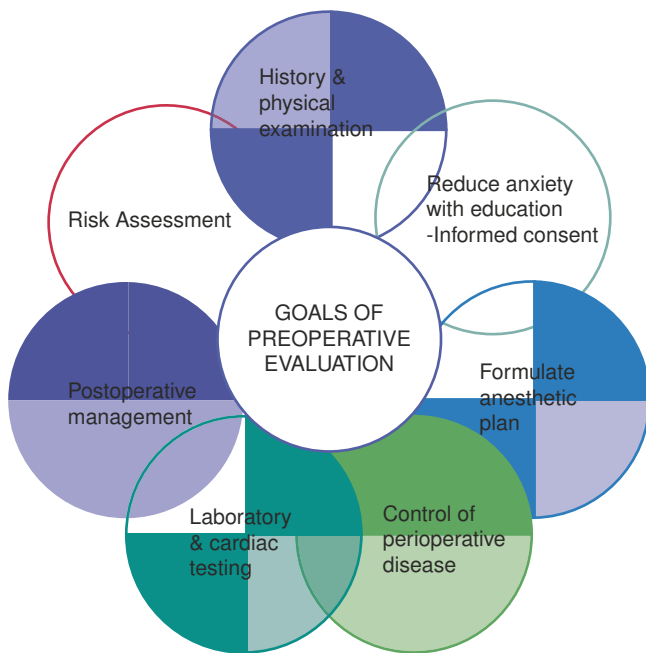 History &
physical
examination
Reduce anxiety
with education
-Informed consent
Risk Assessment
GOALS OF
PREOPERATIVE
EVALUATION
Formulate
anesthetic
plan
Postoperative
management
Laboratory
& cardiac
testing
Control of
perioperative
disease